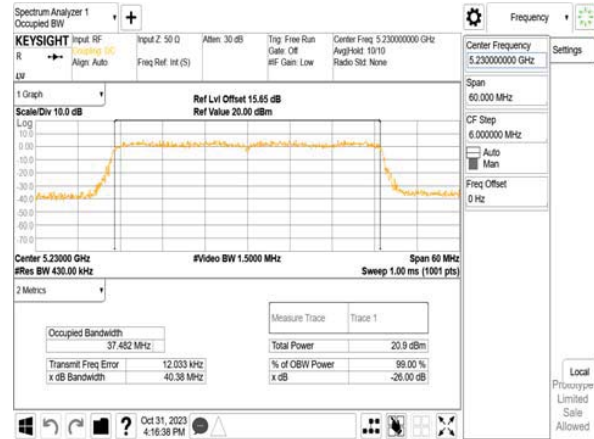 Spectrum Analyzer 1
Occupied BW
+
Frequency
KEYSIGHT
R
LV
Input: RF
Coupling: DC
Align: Auto
Input Z: 50 Ω
Freq Ref: Int (S)
Atten: 30 dB
Trig: Free Run
Gate: Off
#IF Gain: Low
Center Freq: 5.230000000 GHz
Avg|Hold: 10/10
Radio Std: None
1 Graph
Scale/Div 10.0 dB
Ref Lvl Offset 15.65 dB
Ref Value 20.00 dBm
Log
10.0
0.00
-10.0
-20.0
-30.0
-40.0
-50.0
-60.0
-70.0
Center 5.23000 GHz
#Res BW 430.00 kHz
#Video BW 1.5000 MHz
Span 60 MHz
Sweep 1.00 ms (1001 pts)
2 Metrics
Measure Trace
Trace 1
Occupied Bandwidth
37.482 MHz
Total Power
20.9 dBm
Transmit Freq Error
12.033 kHz
% of OBW Power
99.00 %
x dB Bandwidth
40.38 MHz
x dB
-26.00 dB
Center Frequency
5.230000000 GHz
Span
60.000 MHz
CF Step
6.000000 MHz
Auto
Man
Freq Offset
0 Hz
Settings
Local
Prototype
Limited
Sale
Allowed
?
Oct 31, 2023
4:16:38 PM